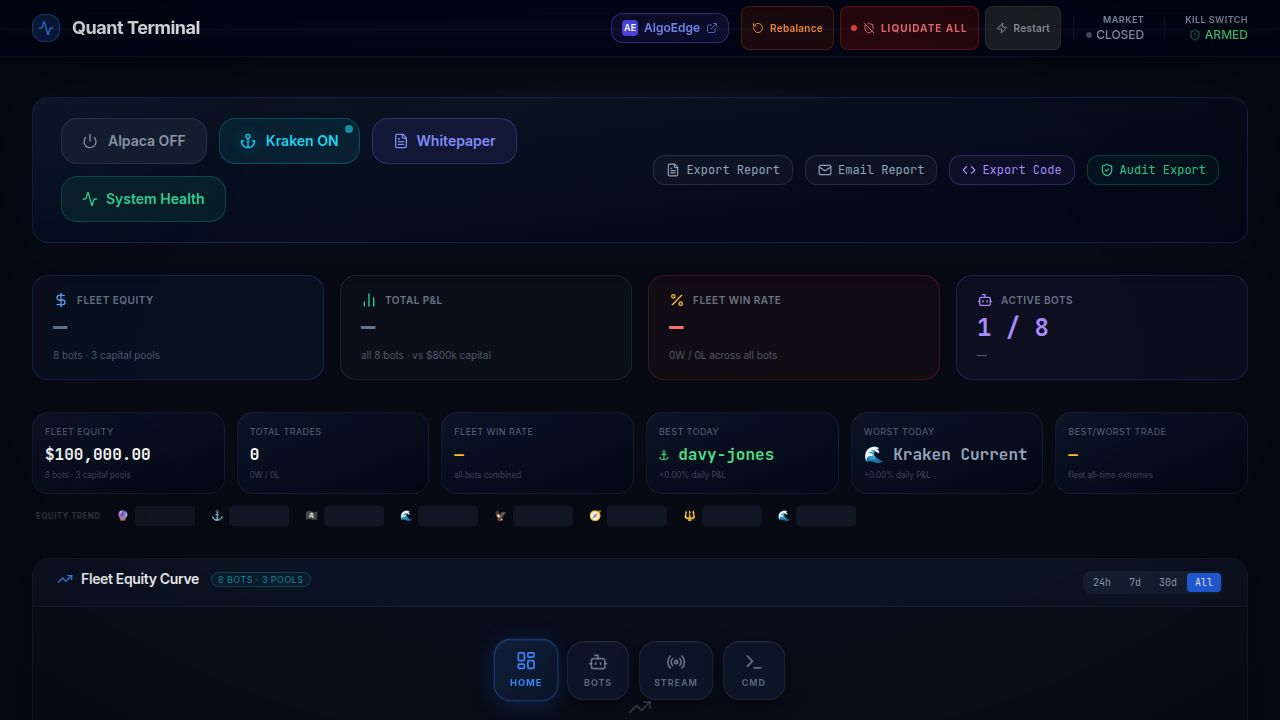 Quant Terminal
AE AlgoEdge
Rebalance
LIQUIDATE ALL
Restart
MARKET
CLOSED
KILL SWITCH
ARMED
Alpaca OFF
Kraken ON
Whitepaper
System Health
Export Report
Email Report
Export Code
Audit Export
FLEET EQUITY
—
8 bots · 3 capital pools
TOTAL P&L
—
all 8 bots · vs $800k capital
FLEET WIN RATE
—
0W / 0L across all bots
ACTIVE BOTS
1 / 8
—
FLEET EQUITY
$100,000.00
8 bots · 3 capital pools
TOTAL TRADES
0
0W / 0L
FLEET WIN RATE
—
all bots combined
BEST TODAY
⚓ davy-jones
+0.00% daily P&L
WORST TODAY
🌊 Kraken Current
+0.00% daily P&L
BEST/WORST TRADE
—
fleet all-time extremes
EQUITY TREND
Fleet Equity Curve
8 BOTS · 3 POOLS
24h 7d 30d All
HOME
BOTS
STREAM
CMD